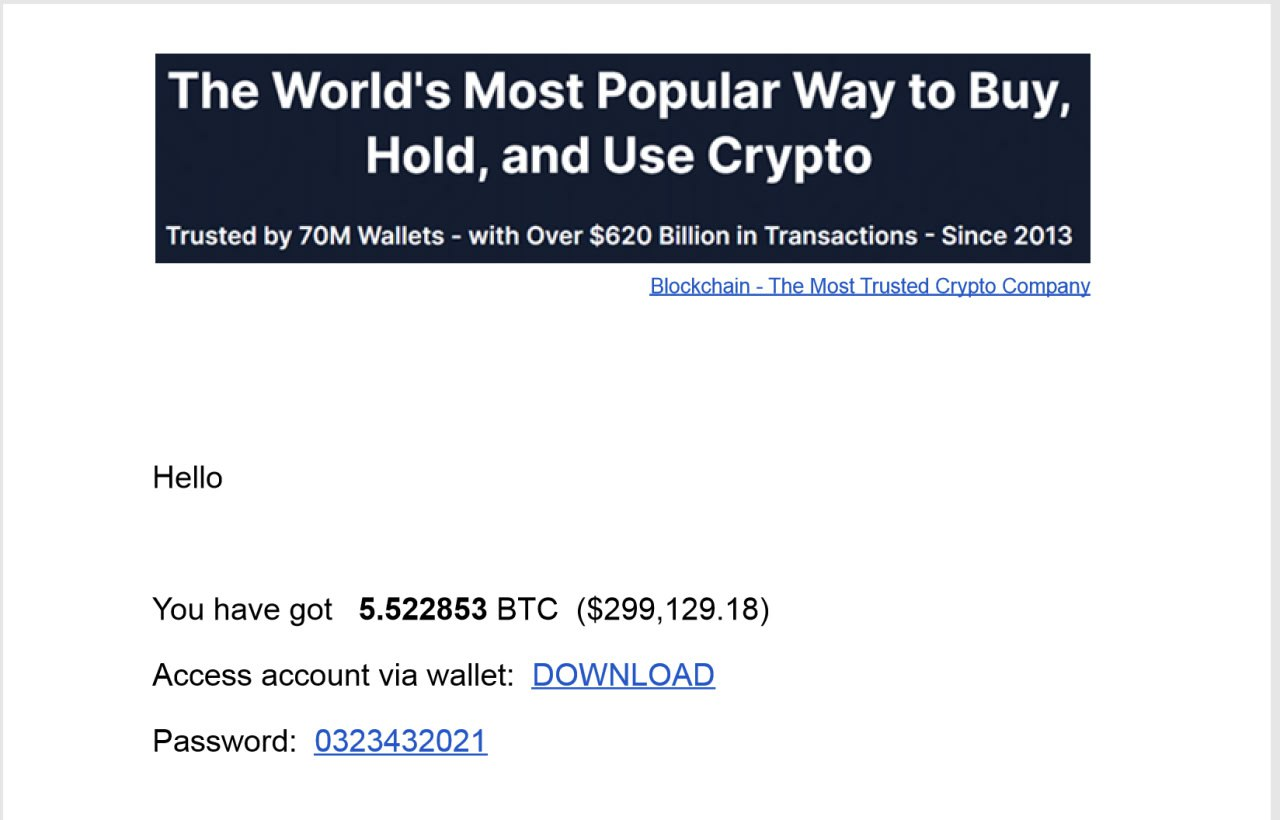 The World's Most Popular Way to Buy,
Hold, and Use Crypto
Trusted by 70M Wallets - with Over $620 Billion in Transactions - Since 2013
Blockchain - The Most Trusted Crypto Company
Hello
You have got 5.522853 BTC ($299,129.18)
Access account via wallet: DOWNLOAD
Password: 0323432021